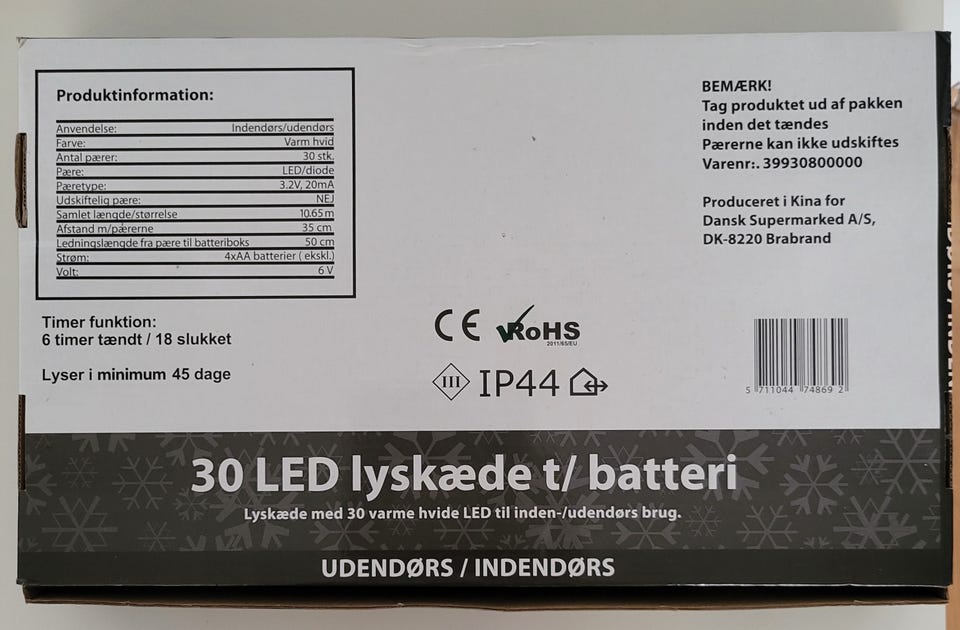 Produktinformation:
Anvendelse: Indendørs/udendørs
Farve: Varm hvid
Antal pærer: 30 stk.
Pære: LED/diode
Pæretype: 3.2V, 20mA
Udskiftelig pære: NEJ
Samlet længde/størrelse 10.65 m
Afstand m/pærerne 35 cm
Ledningslængde fra pære til batteriboks 50 cm
Strøm: 4xAA batterier ( ekskl.)
Volt: 6 V
Timer funktion:
6 timer tændt / 18 slukket
Lyser i minimum 45 dage
BEMÆRK!
Tag produktet ud af pakken
inden det tændes
Pærerne kan ikke udskiftes
Varenr:. 39930800000
Produceret i Kina for
Dansk Supermarked A/S,
DK-8220 Brabrand
CE RoHS
2011/65/EU
III IP44
5 711044 748692
30 LED lyskæde t/ batteri
Lyskæde med 30 varme hvide LED til inden-/udendørs brug.
UDENDØRS / INDENDØRS